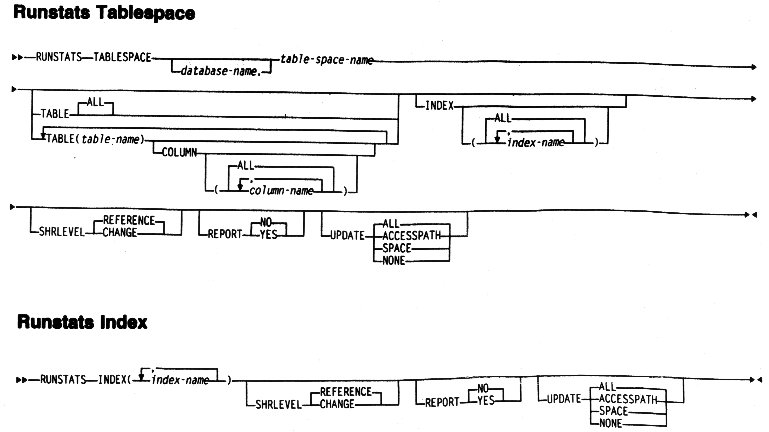 Runstats Tablespace
RUNSTATS TABLESPACE database-name. table-space-name
ALL
TABLE
TABLE(table-name)
COLUMN
ALL
,
( column-name )
INDEX
ALL
,
( index-name )
SHRLEVEL REFERENCE
CHANGE
REPORT NO
YES
UPDATE ALL
ACCESSPATH
SPACE
NONE
Runstats Index
RUNSTATS INDEX( , index-name )
SHRLEVEL REFERENCE
CHANGE
REPORT NO
YES
UPDATE ALL
ACCESSPATH
SPACE
NONE